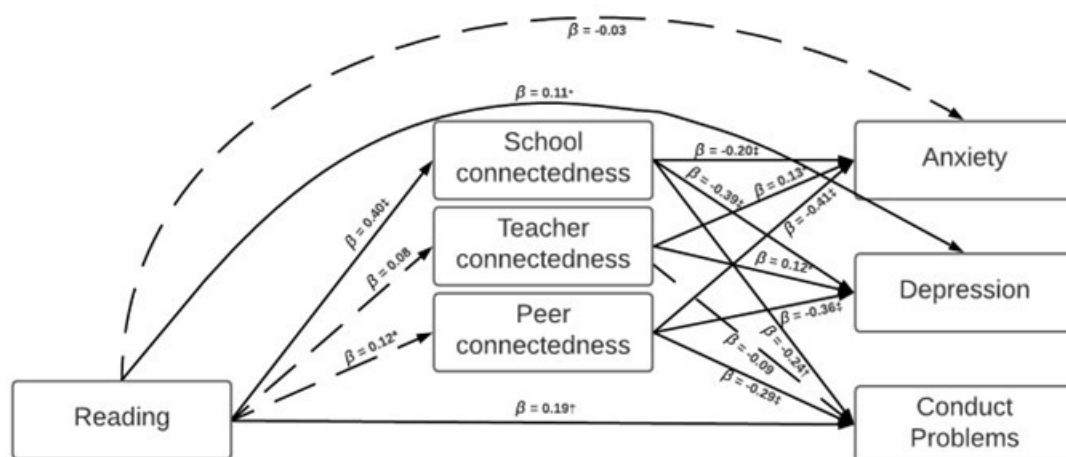 β = -0.03
β = 0.11*
School
connectedness
β = -0.20‡
Anxiety
β = 0.13*
β = -0.39‡
β = -0.41‡
β = 0.40‡
Teacher
connectedness
β = 0.08
β = 0.12*
Depression
Peer
connectedness
β = -0.36‡
β = 0.12*
β = -0.24†
β = -0.09
β = -0.29‡
Reading
β = 0.19†
Conduct
Problems